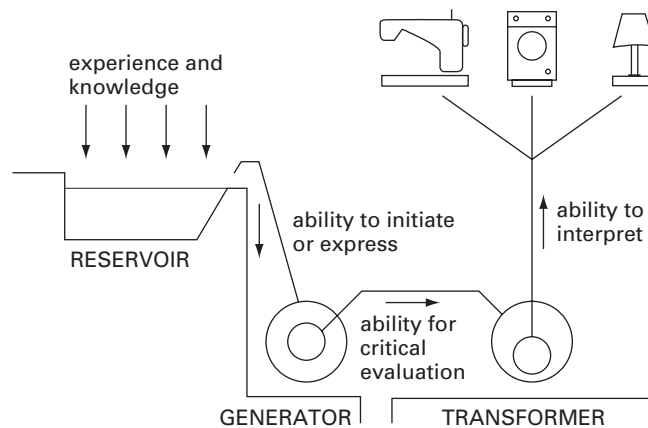 experience and
knowledge
RESERVOIR
ability to initiate
or express
ability to
interpret
ability for
critical
evaluation
GENERATOR
TRANSFORMER